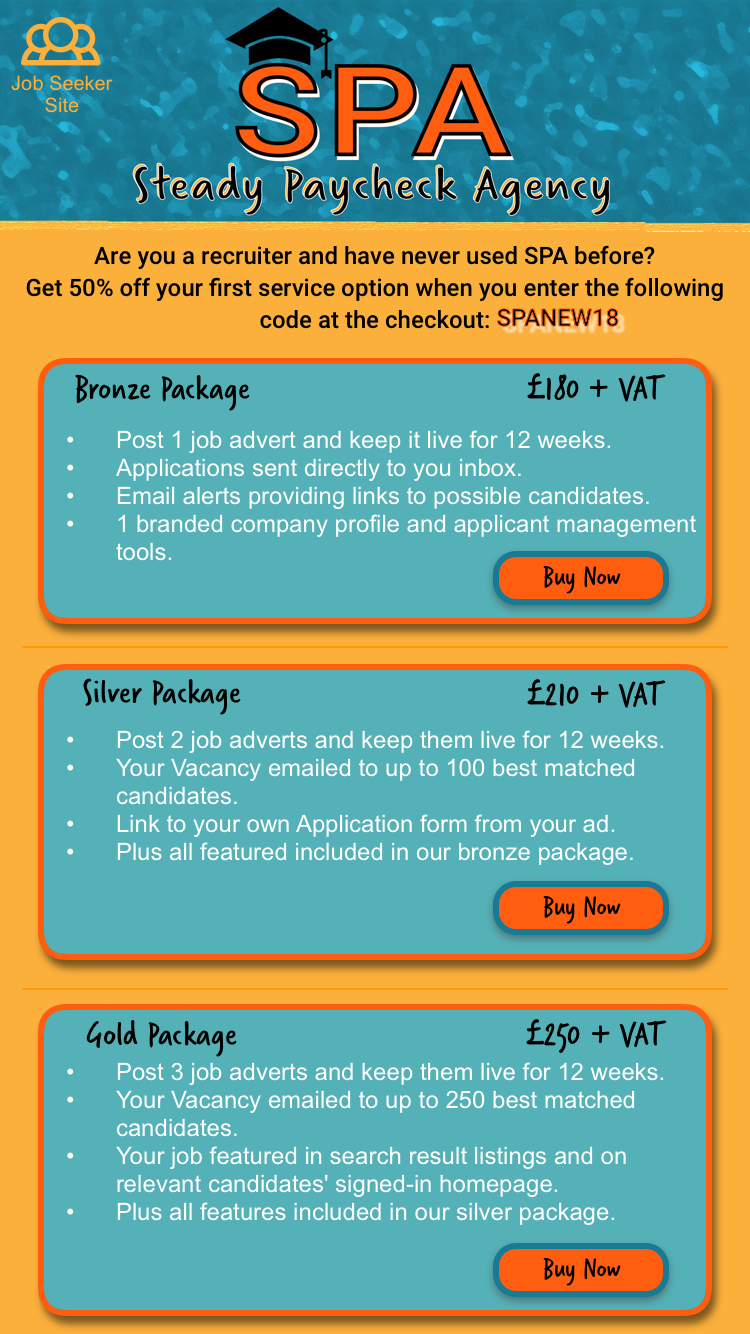 Job Seeker
Site
SPA
Steady Paycheck Agency
Are you a recruiter and have never used SPA before?
Get 50% off your first service option when you enter the following
code at the checkout: SPANEW18
Bronze Package £180 + VAT
• Post 1 job advert and keep it live for 12 weeks.
• Applications sent directly to you inbox.
• Email alerts providing links to possible candidates.
• 1 branded company profile and applicant management
tools.
Buy Now
Silver Package £210 + VAT
• Post 2 job adverts and keep them live for 12 weeks.
• Your Vacancy emailed to up to 100 best matched
candidates.
• Link to your own Application form from your ad.
• Plus all featured included in our bronze package.
Buy Now
Gold Package £250 + VAT
• Post 3 job adverts and keep them live for 12 weeks.
• Your Vacancy emailed to up to 250 best matched
candidates.
• Your job featured in search result listings and on
relevant candidates' signed-in homepage.
• Plus all features included in our silver package.
Buy Now